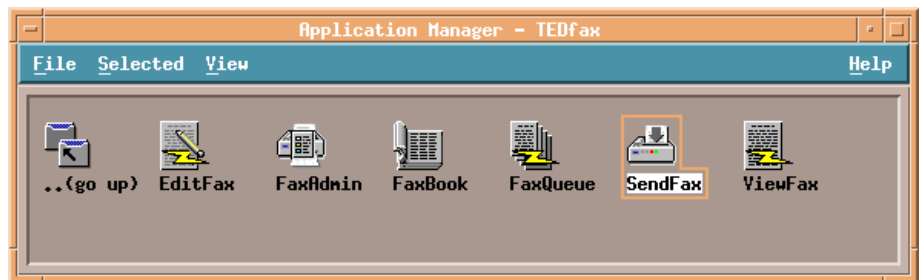 Application Manager - TEDfax
File Selected View Help
..(go up) EditFax FaxAdmin FaxBook FaxQueue SendFax ViewFax